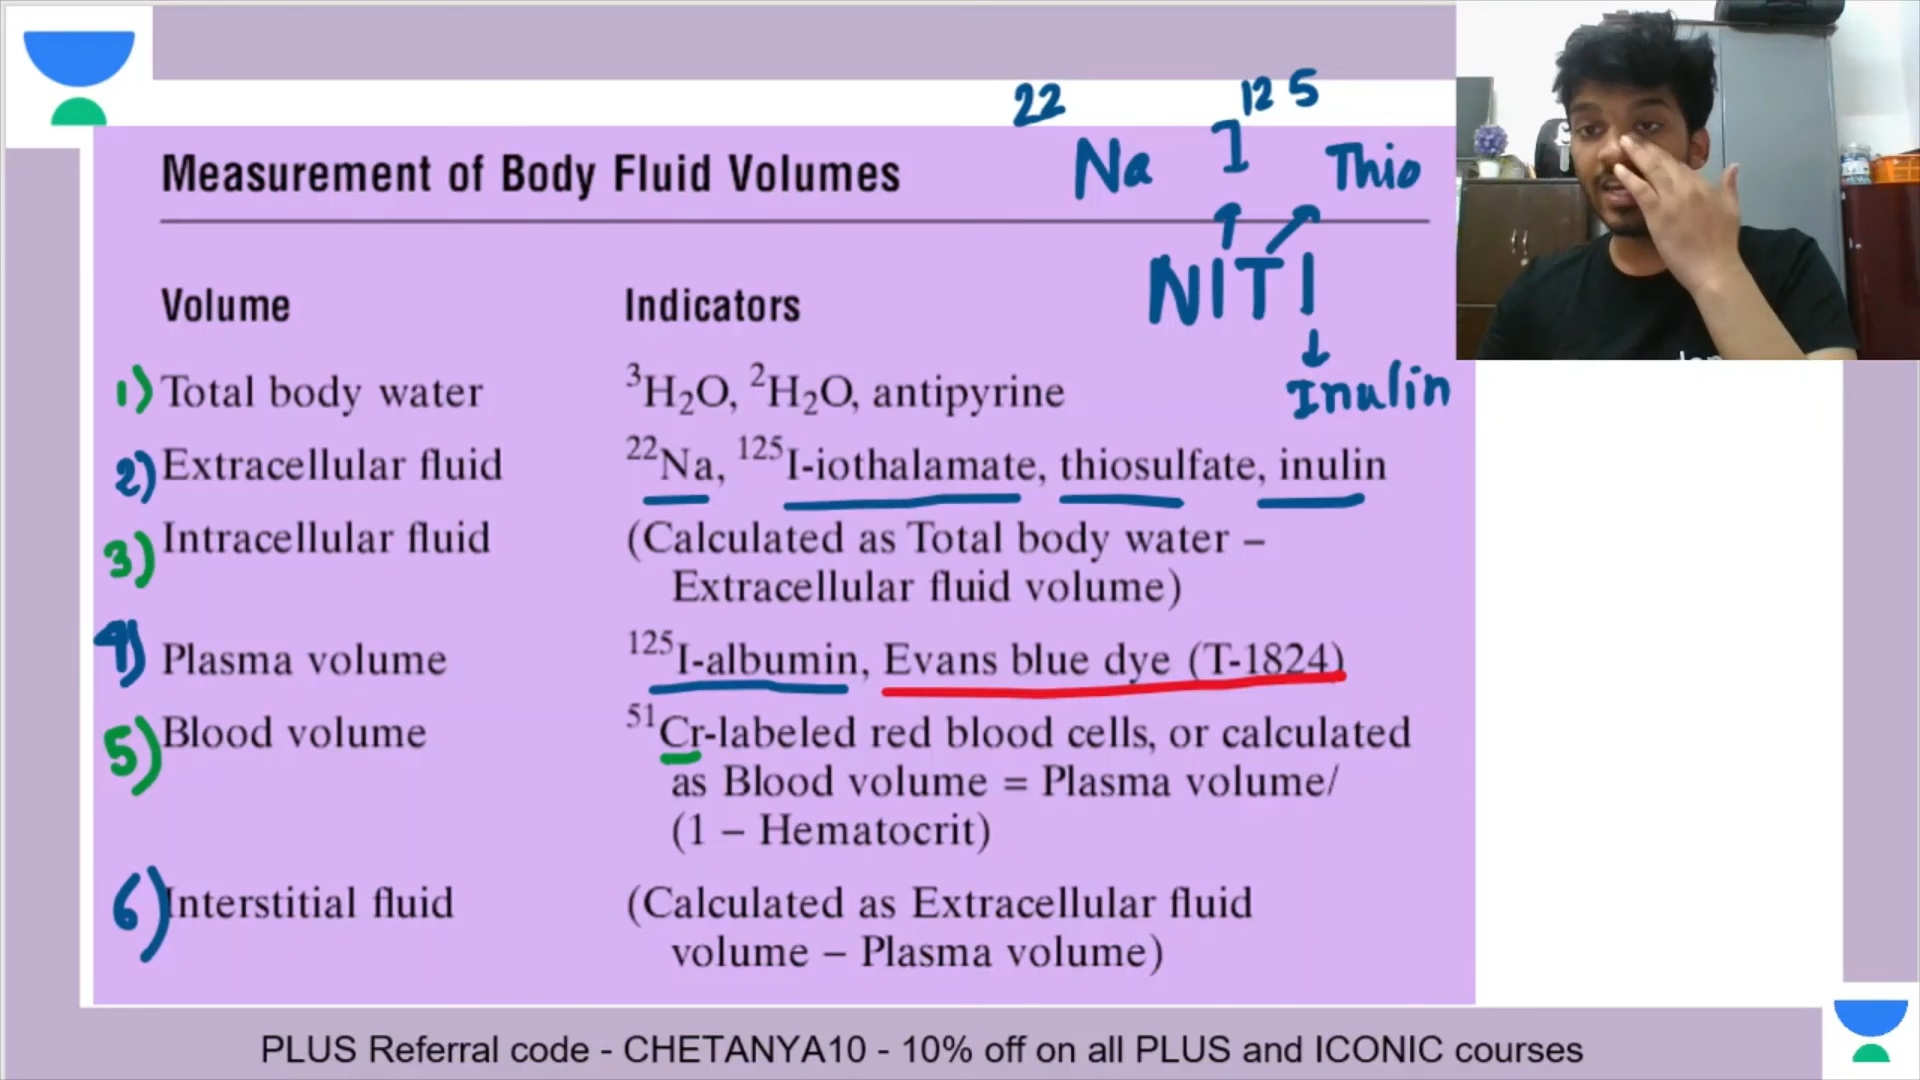 22
12 5
Na I Thio
Measurement of Body Fluid Volumes
NITI
Volume Indicators
Inulin
1) Total body water ³H₂O, ²H₂O, antipyrine
2) Extracellular fluid ²²Na, ¹²⁵I-iothalamate, thiosulfate, inulin
3) Intracellular fluid (Calculated as Total body water –
Extracellular fluid volume)
4) Plasma volume ¹²⁵I-albumin, Evans blue dye (T-1824)
5) Blood volume ⁵¹Cr-labeled red blood cells, or calculated
as Blood volume = Plasma volume/
(1 – Hematocrit)
6) Interstitial fluid (Calculated as Extracellular fluid
volume – Plasma volume)
PLUS Referral code - CHETANYA10 - 10% off on all PLUS and ICONIC courses